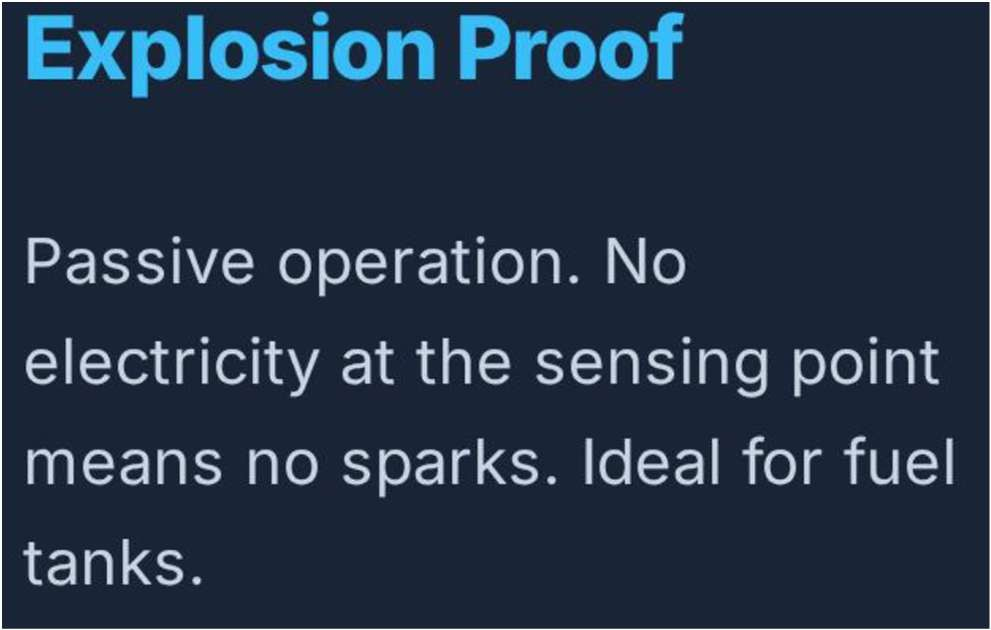 Explosion Proof
Passive operation. No
electricity at the sensing point
means no sparks. Ideal for fuel
tanks.